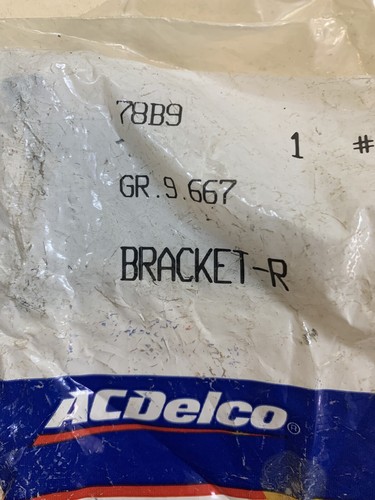 78B9
1 #
GR.9.667
BRACKET-R
ACDelco®